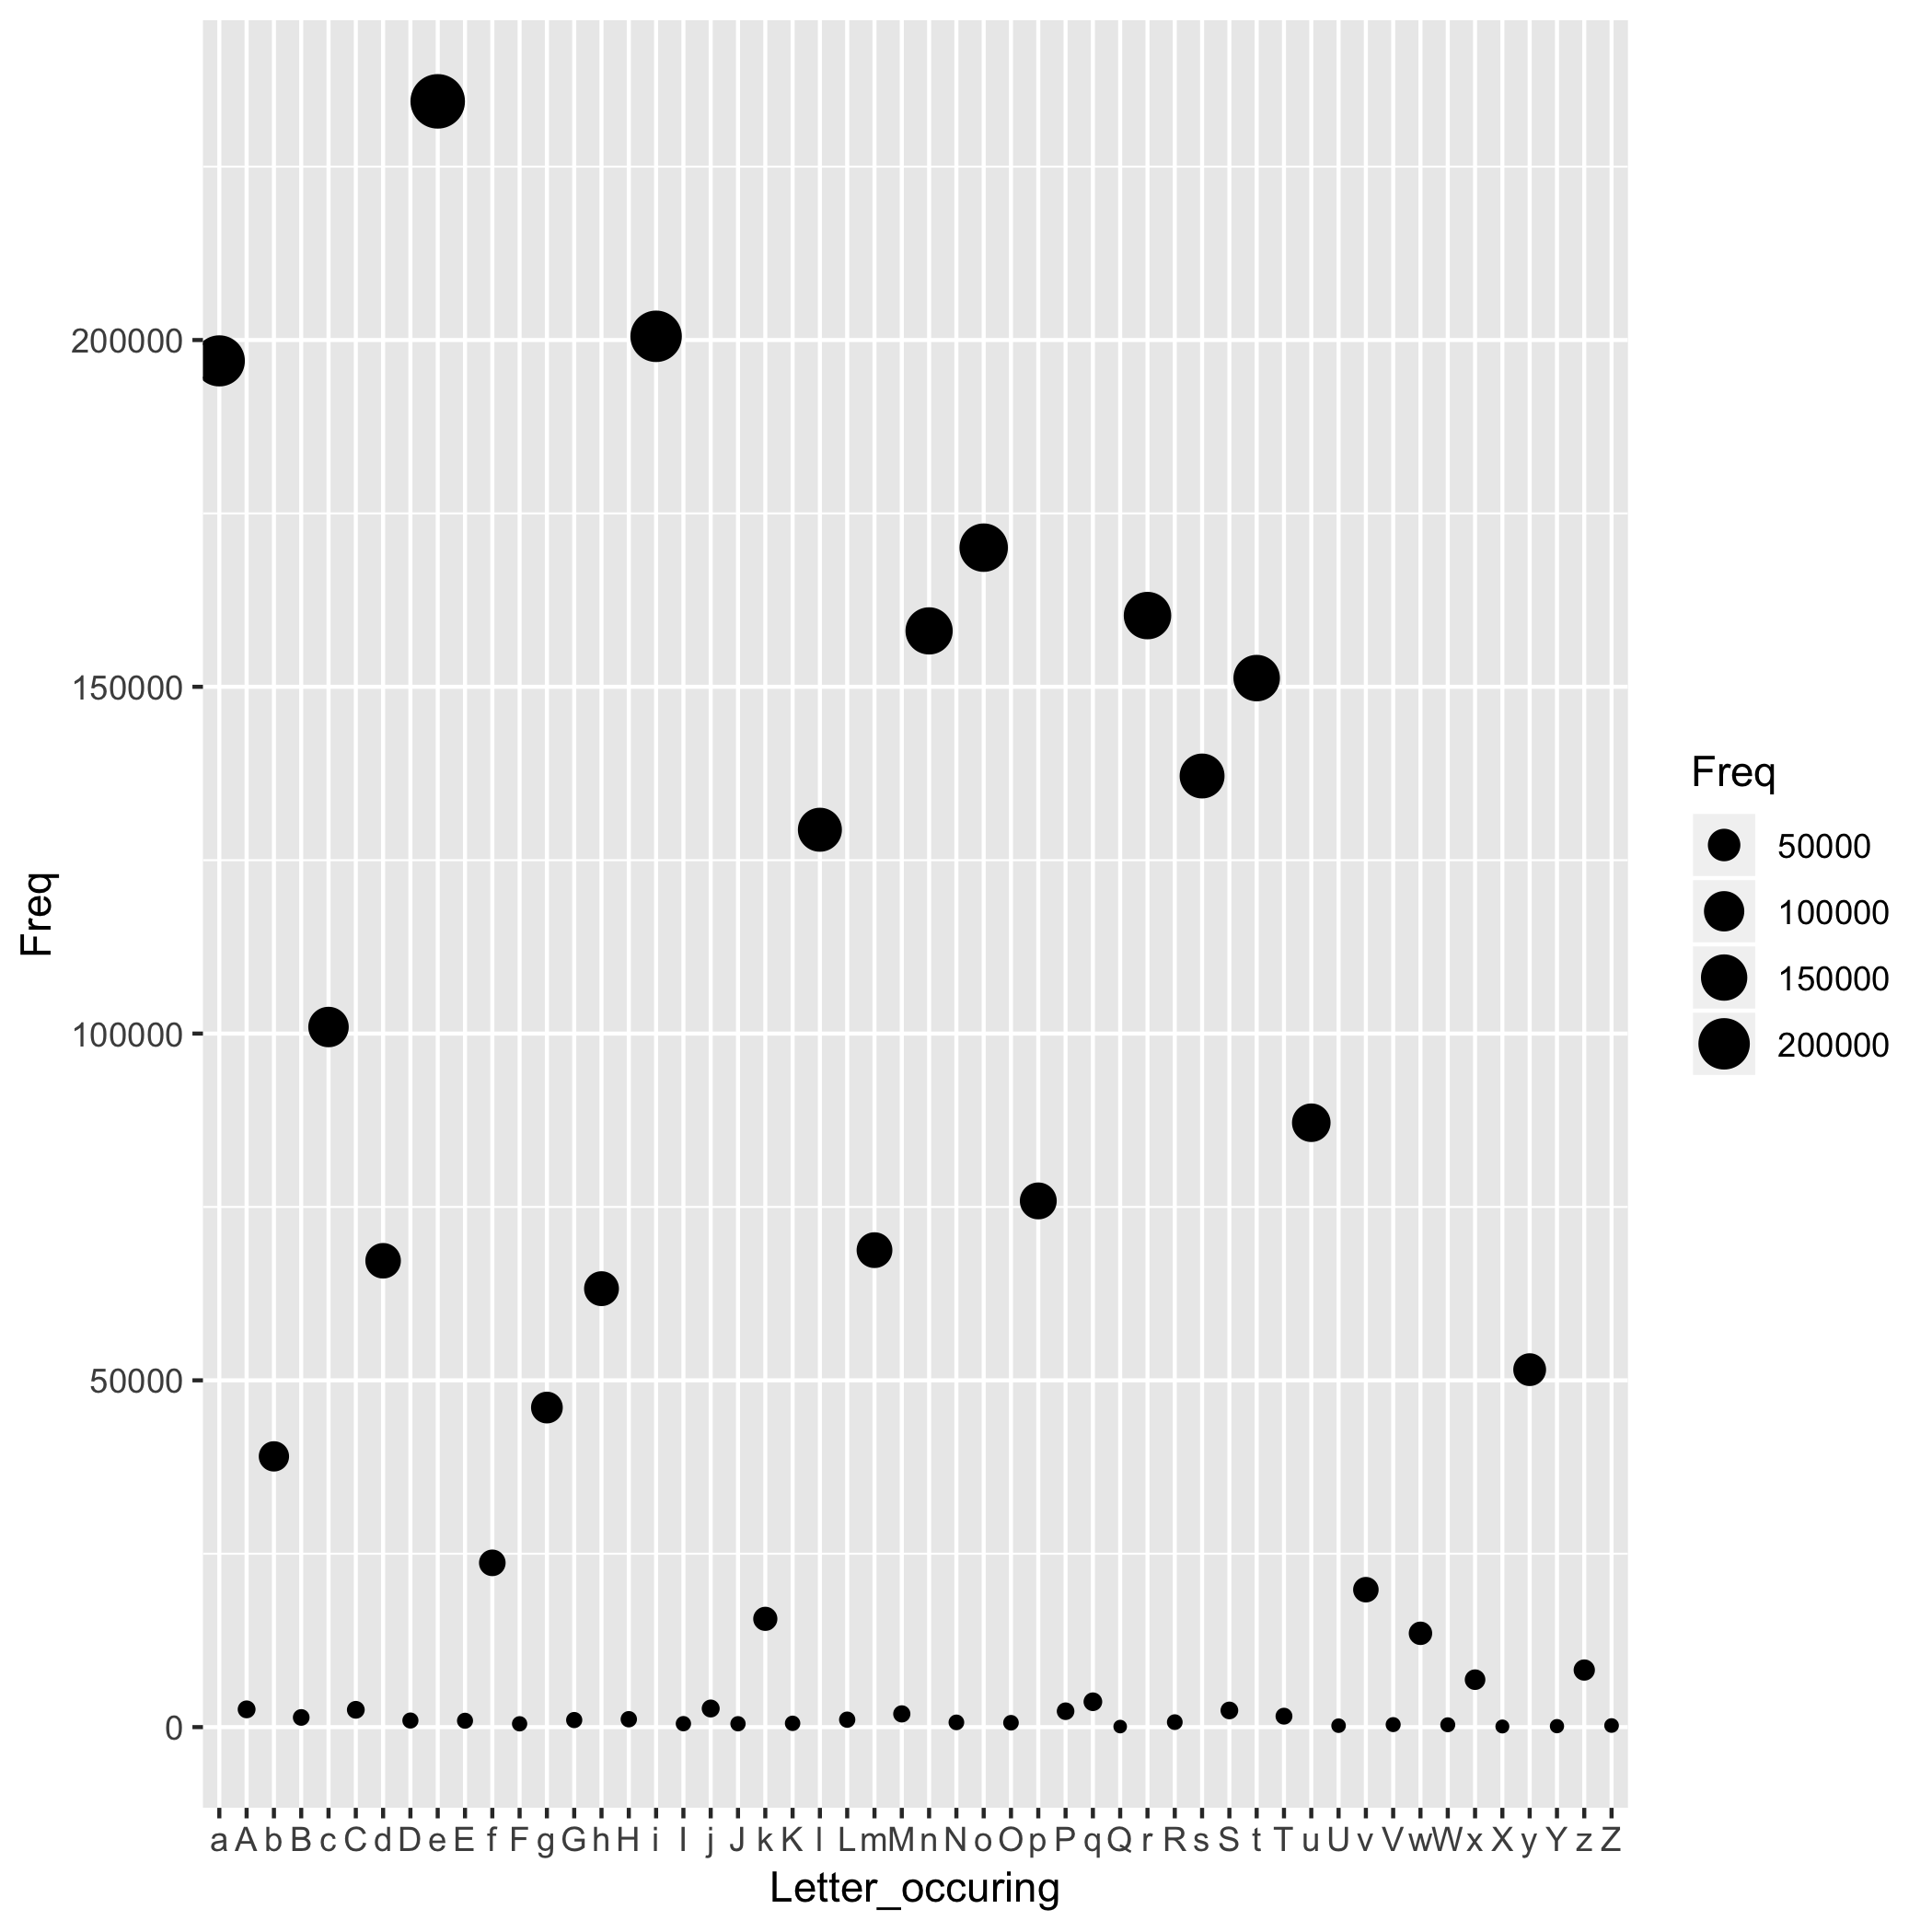 200000
150000
100000
50000
0
Freq
a A b B c C d D e E f F g G h H i I j J k K l L m M n N o O p P q Q r R s S t T u U v V w W x X y Y z Z
Letter_occuring
Freq
50000
100000
150000
200000